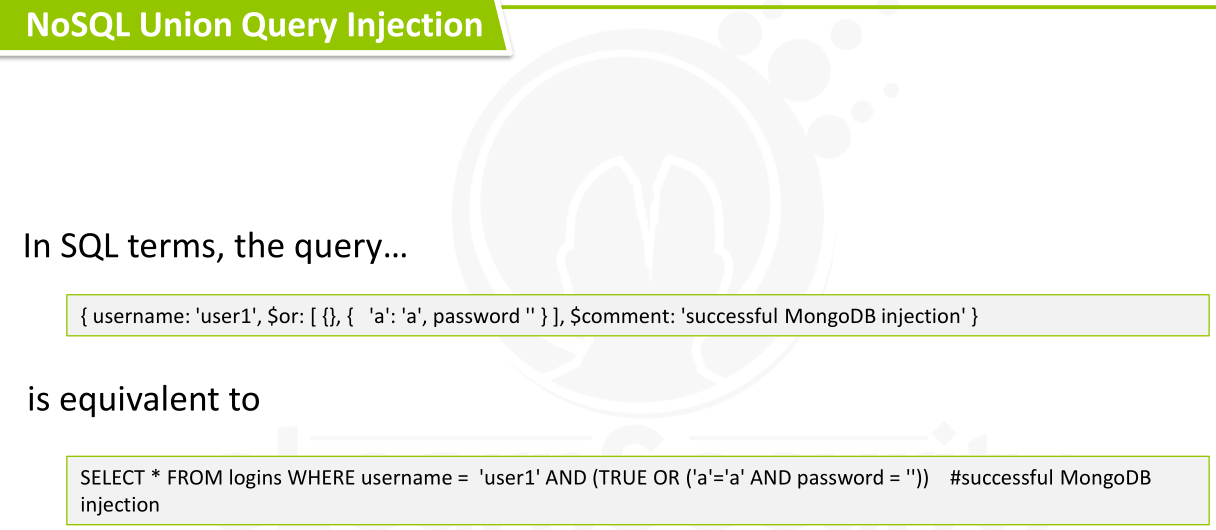 NoSQL Union Query Injection
In SQL terms, the query…
{ username: 'user1', $or: [ {}, { 'a': 'a', password '' } ], $comment: 'successful MongoDB injection' }
is equivalent to
SELECT * FROM logins WHERE username = 'user1' AND (TRUE OR ('a'='a' AND password = '')) #successful MongoDB
injection